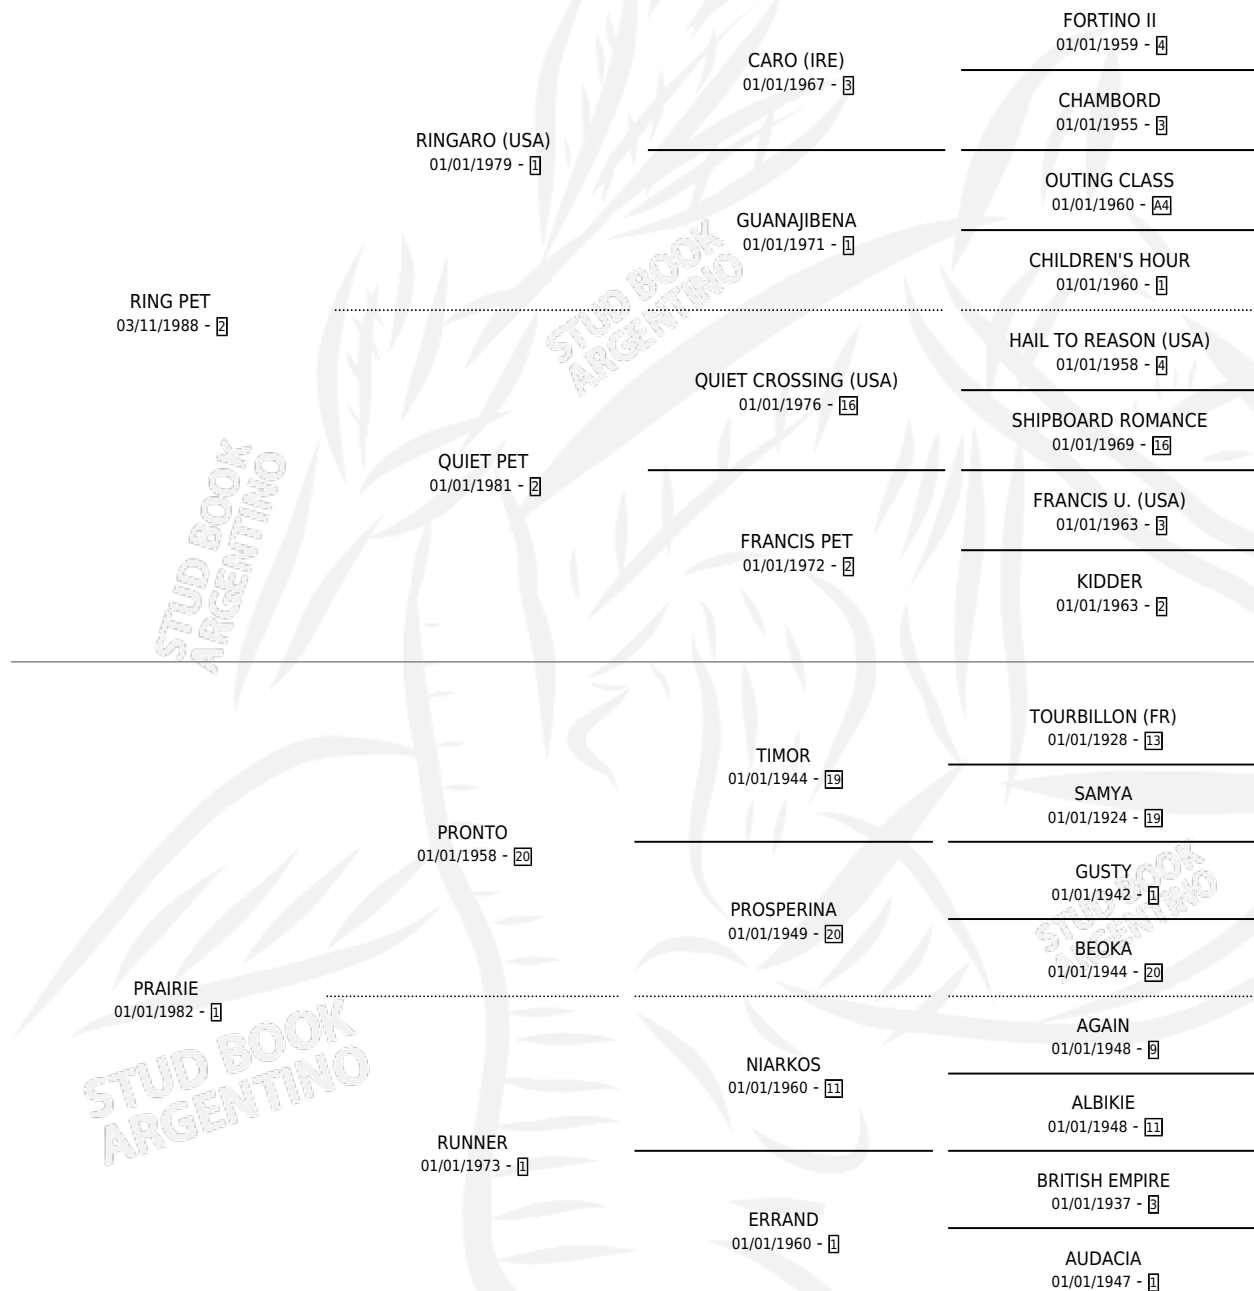 FORTINO II
01/01/1959 - 4
CARO (IRE)
01/01/1967 - 3
CHAMBORD
01/01/1955 - 3
RINGARO (USA)
01/01/1979 - 1
OUTING CLASS
01/01/1960 - A4
GUANAJIBENA
01/01/1971 - 1
CHILDREN'S HOUR
01/01/1960 - 1
RING PET
03/11/1988 - 2
HAIL TO REASON (USA)
01/01/1958 - 4
QUIET CROSSING (USA)
01/01/1976 - 16
SHIPBOARD ROMANCE
01/01/1969 - 16
QUIET PET
01/01/1981 - 2
FRANCIS U. (USA)
01/01/1963 - 3
FRANCIS PET
01/01/1972 - 2
KIDDER
01/01/1963 - 2
TOURBILLON (FR)
01/01/1928 - 13
TIMOR
01/01/1944 - 19
SAMYA
01/01/1924 - 19
PRONTO
01/01/1958 - 20
GUSTY
01/01/1942 - 1
PROSPERINA
01/01/1949 - 20
BEOKA
01/01/1944 - 20
PRAIRIE
01/01/1982 - 1
AGAIN
01/01/1948 - 9
NIARKOS
01/01/1960 - 11
ALBIKIE
01/01/1948 - 11
RUNNER
01/01/1973 - 1
BRITISH EMPIRE
01/01/1937 - 3
ERRAND
01/01/1960 - 1
AUDACIA
01/01/1947 - 1
STUD BOOK
ARGENTINO
STUD BOOK
ARGENTINO
STUD BOOK
ARGENTINO
STUD BOOK
ARGENTINO